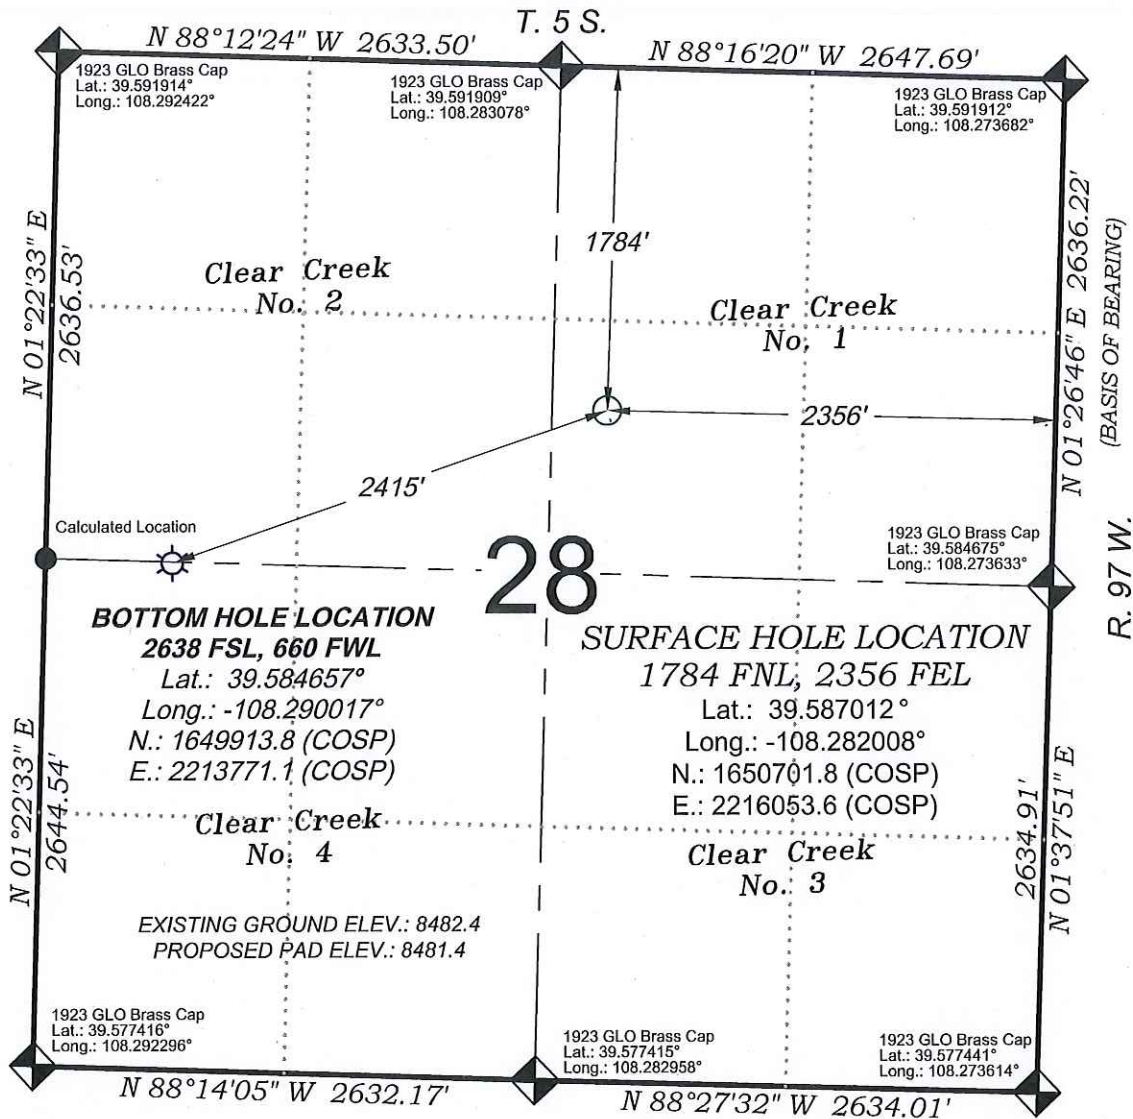 T. 5 S.
N 88°12'24" W 2633.50'
N 88°16'20" W 2647.69'
1923 GLO Brass Cap
Lat.: 39.591914°
Long.: 108.292422°
1923 GLO Brass Cap
Lat.: 39.591909°
Long.: 108.283078°
1923 GLO Brass Cap
Lat.: 39.591912°
Long.: 108.273682°
N 01°22'33" E
2636.53'
1784'
N 01°26'46" E 2636.22'
(BASIS OF BEARING)
Clear Creek
No. 2
Clear Creek
No. 1
2356'
2415'
Calculated Location
1923 GLO Brass Cap
Lat.: 39.584675°
Long.: 108.273633°
R. 97 W.
28
BOTTOM HOLE LOCATION
2638 FSL, 660 FWL
Lat.: 39.584657°
Long.: -108.290017°
N.: 1649913.8 (COSP)
E.: 2213771.1 (COSP)
SURFACE HOLE LOCATION
1784 FNL, 2356 FEL
Lat.: 39.587012°
Long.: -108.282008°
N.: 1650701.8 (COSP)
E.: 2216053.6 (COSP)
N 01°22'33" E
2644.54'
Clear Creek
No. 4
Clear Creek
No. 3
2634.91'
N 01°37'51" E
EXISTING GROUND ELEV.: 8482.4
PROPOSED PAD ELEV.: 8481.4
1923 GLO Brass Cap
Lat.: 39.577416°
Long.: 108.292296°
1923 GLO Brass Cap
Lat.: 39.577415°
Long.: 108.282958°
1923 GLO Brass Cap
Lat.: 39.577441°
Long.: 108.273614°
N 88°14'05" W 2632.17'
N 88°27'32" W 2634.01'